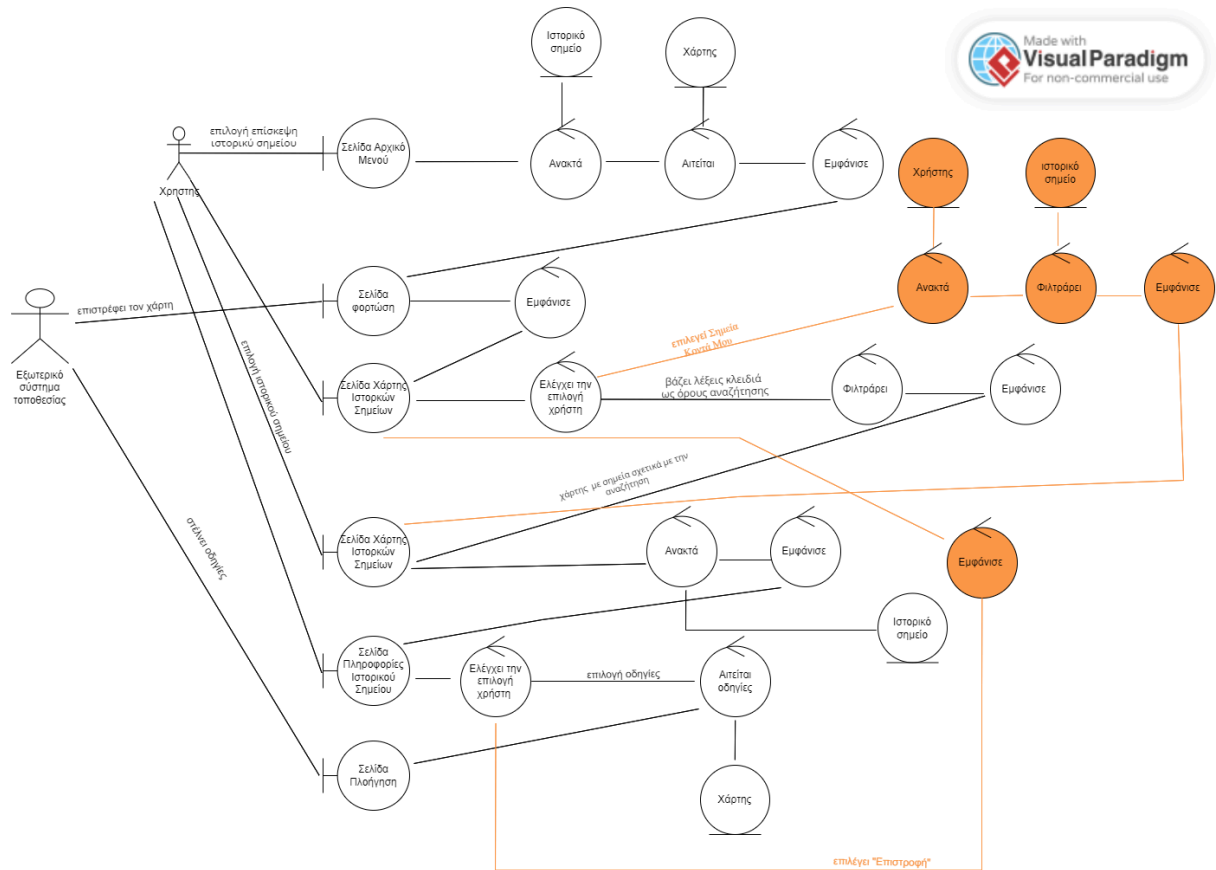 Ιστορικό
σημείο
Χάρτης
Made with
Visual Paradigm
For non-commercial use
επιλογή επίσκεψη
ιστορικύ σημείου
Χρηστης
Σελίδα Αρχικό
Μενού
Ανακτά
Αιτείται
Εμφάνισε
Χρήστης
ιστορικό
σημείο
Εξωτερικό
σύστημα
τοποθεσίας
επιστρέφει τον χάρτη
Σελίδα
φορτώση
Εμφάνισε
Ανακτά
Φιλτράρει
Εμφάνισε
επιλεγεί Σημεία
Κοντά Μου
επιλογή ιστορικού σημείου
Σελίδα Χάρτης
Ιστορκών
Σημείων
Ελέγχει την
επιλογή
χρήστη
βάζει λέξεις κλειδιά
ως όρους αναζήτησης
Φιλτράρει
Εμφάνισε
χάρτης με σημεία σχετικά με την
αναζήτηση
στέλνει οδηγίες
Σελίδα Χάρτης
Ιστορκών
Σημείων
Ανακτά
Εμφάνισε
Εμφάνισε
Ιστορικό
σημείο
Σελίδα
Πληροφορίες
Ιστορικού
Σημείου
Ελέγχει την
επιλογή
χρήστη
επιλογή οδηγίες
Αιτείται
οδηγίες
Σελίδα
Πλοήγηση
Χάρτης
επιλέγει "Επιστροφή"